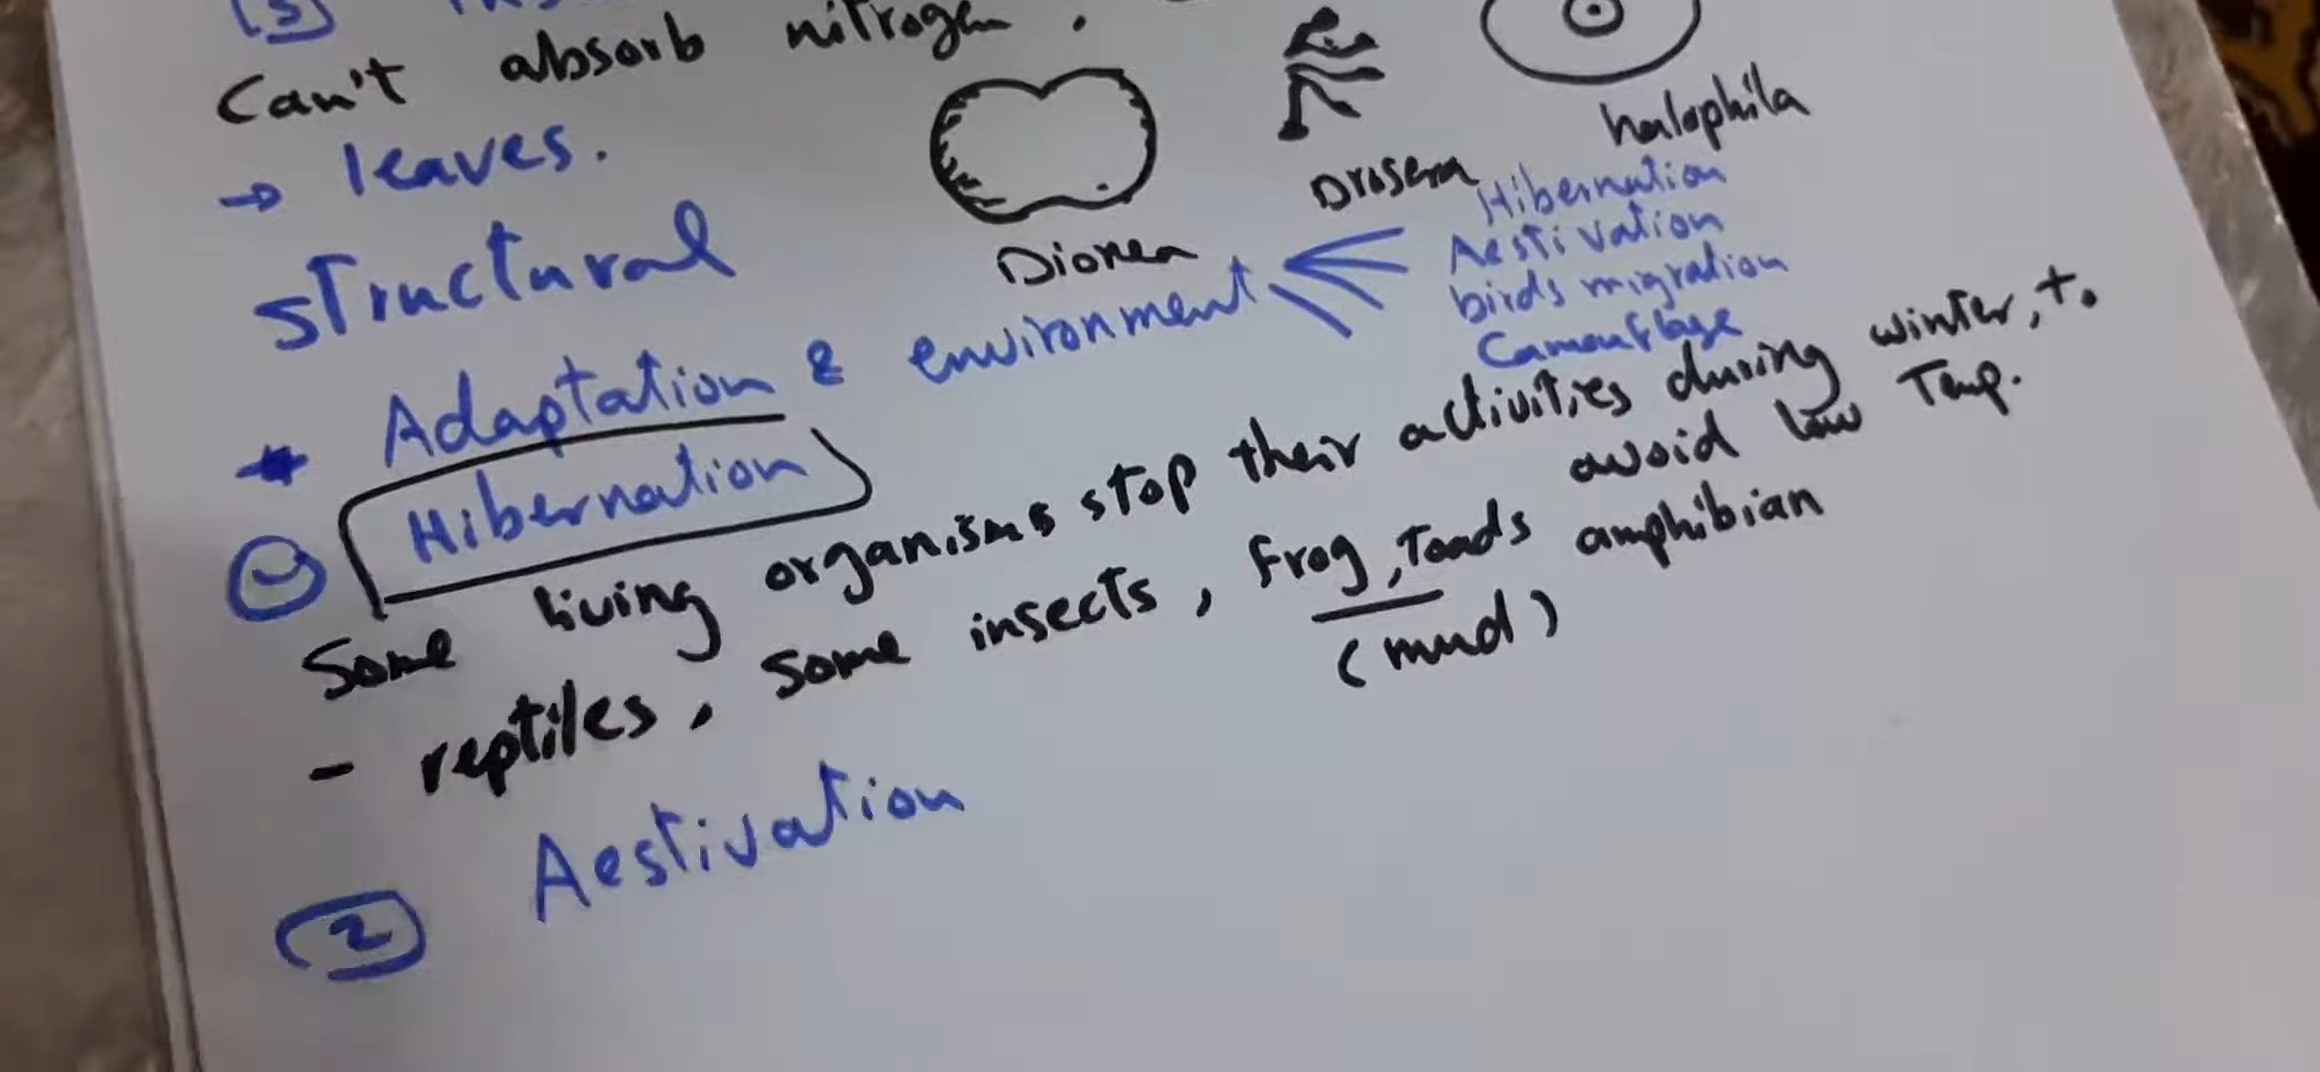 (5)
Can't absorb nitrogen.
→ leaves.
Structural
Dionea
Drosera
halophila
* Adaptation & environment
Hibernation
Aestivation
birds migration
Camouflage
Hibernation
Some living organisms stop their activities during winter, to
avoid low Temp.
- reptiles, some insects, frog, Toads amphibian
(mud)
2 Aestivation